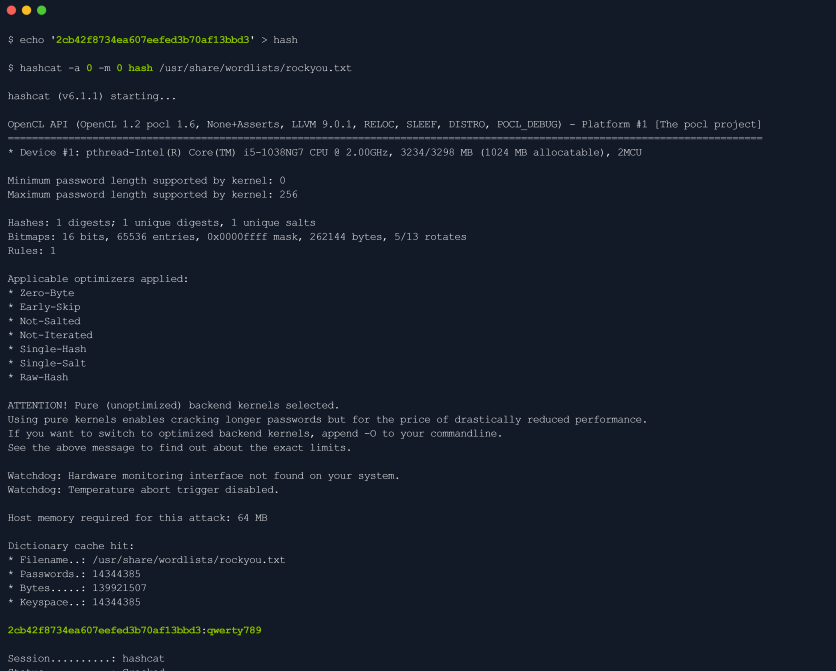 $ echo '2cb42f8734ea607eefed3b70af13bbd3' > hash
$ hashcat -a 0 -m 0 hash /usr/share/wordlists/rockyou.txt
hashcat (v6.1.1) starting...
OpenCL API (OpenCL 1.2 pocl 1.6, None+Asserts, LLVM 9.0.1, RELOC, SLEEF, DISTRO, POCL_DEBUG) - Platform #1 [The pocl project]
=============================================================================================================================
* Device #1: pthread-Intel(R) Core(TM) i5-1038NG7 CPU @ 2.00GHz, 3234/3298 MB (1024 MB allocatable), 2MCU
Minimum password length supported by kernel: 0
Maximum password length supported by kernel: 256
Hashes: 1 digests; 1 unique digests, 1 unique salts
Bitmaps: 16 bits, 65536 entries, 0x0000ffff mask, 262144 bytes, 5/13 rotates
Rules: 1
Applicable optimizers applied:
* Zero-Byte
* Early-Skip
* Not-Salted
* Not-Iterated
* Single-Hash
* Single-Salt
* Raw-Hash
ATTENTION! Pure (unoptimized) backend kernels selected.
Using pure kernels enables cracking longer passwords but for the price of drastically reduced performance.
If you want to switch to optimized backend kernels, append -O to your commandline.
See the above message to find out about the exact limits.
Watchdog: Hardware monitoring interface not found on your system.
Watchdog: Temperature abort trigger disabled.
Host memory required for this attack: 64 MB
Dictionary cache hit:
* Filename..: /usr/share/wordlists/rockyou.txt
* Passwords.: 14344385
* Bytes.....: 139921507
* Keyspace..: 14344385
2cb42f8734ea607eefed3b70af13bbd3:qwerty789
Session..........: hashcat